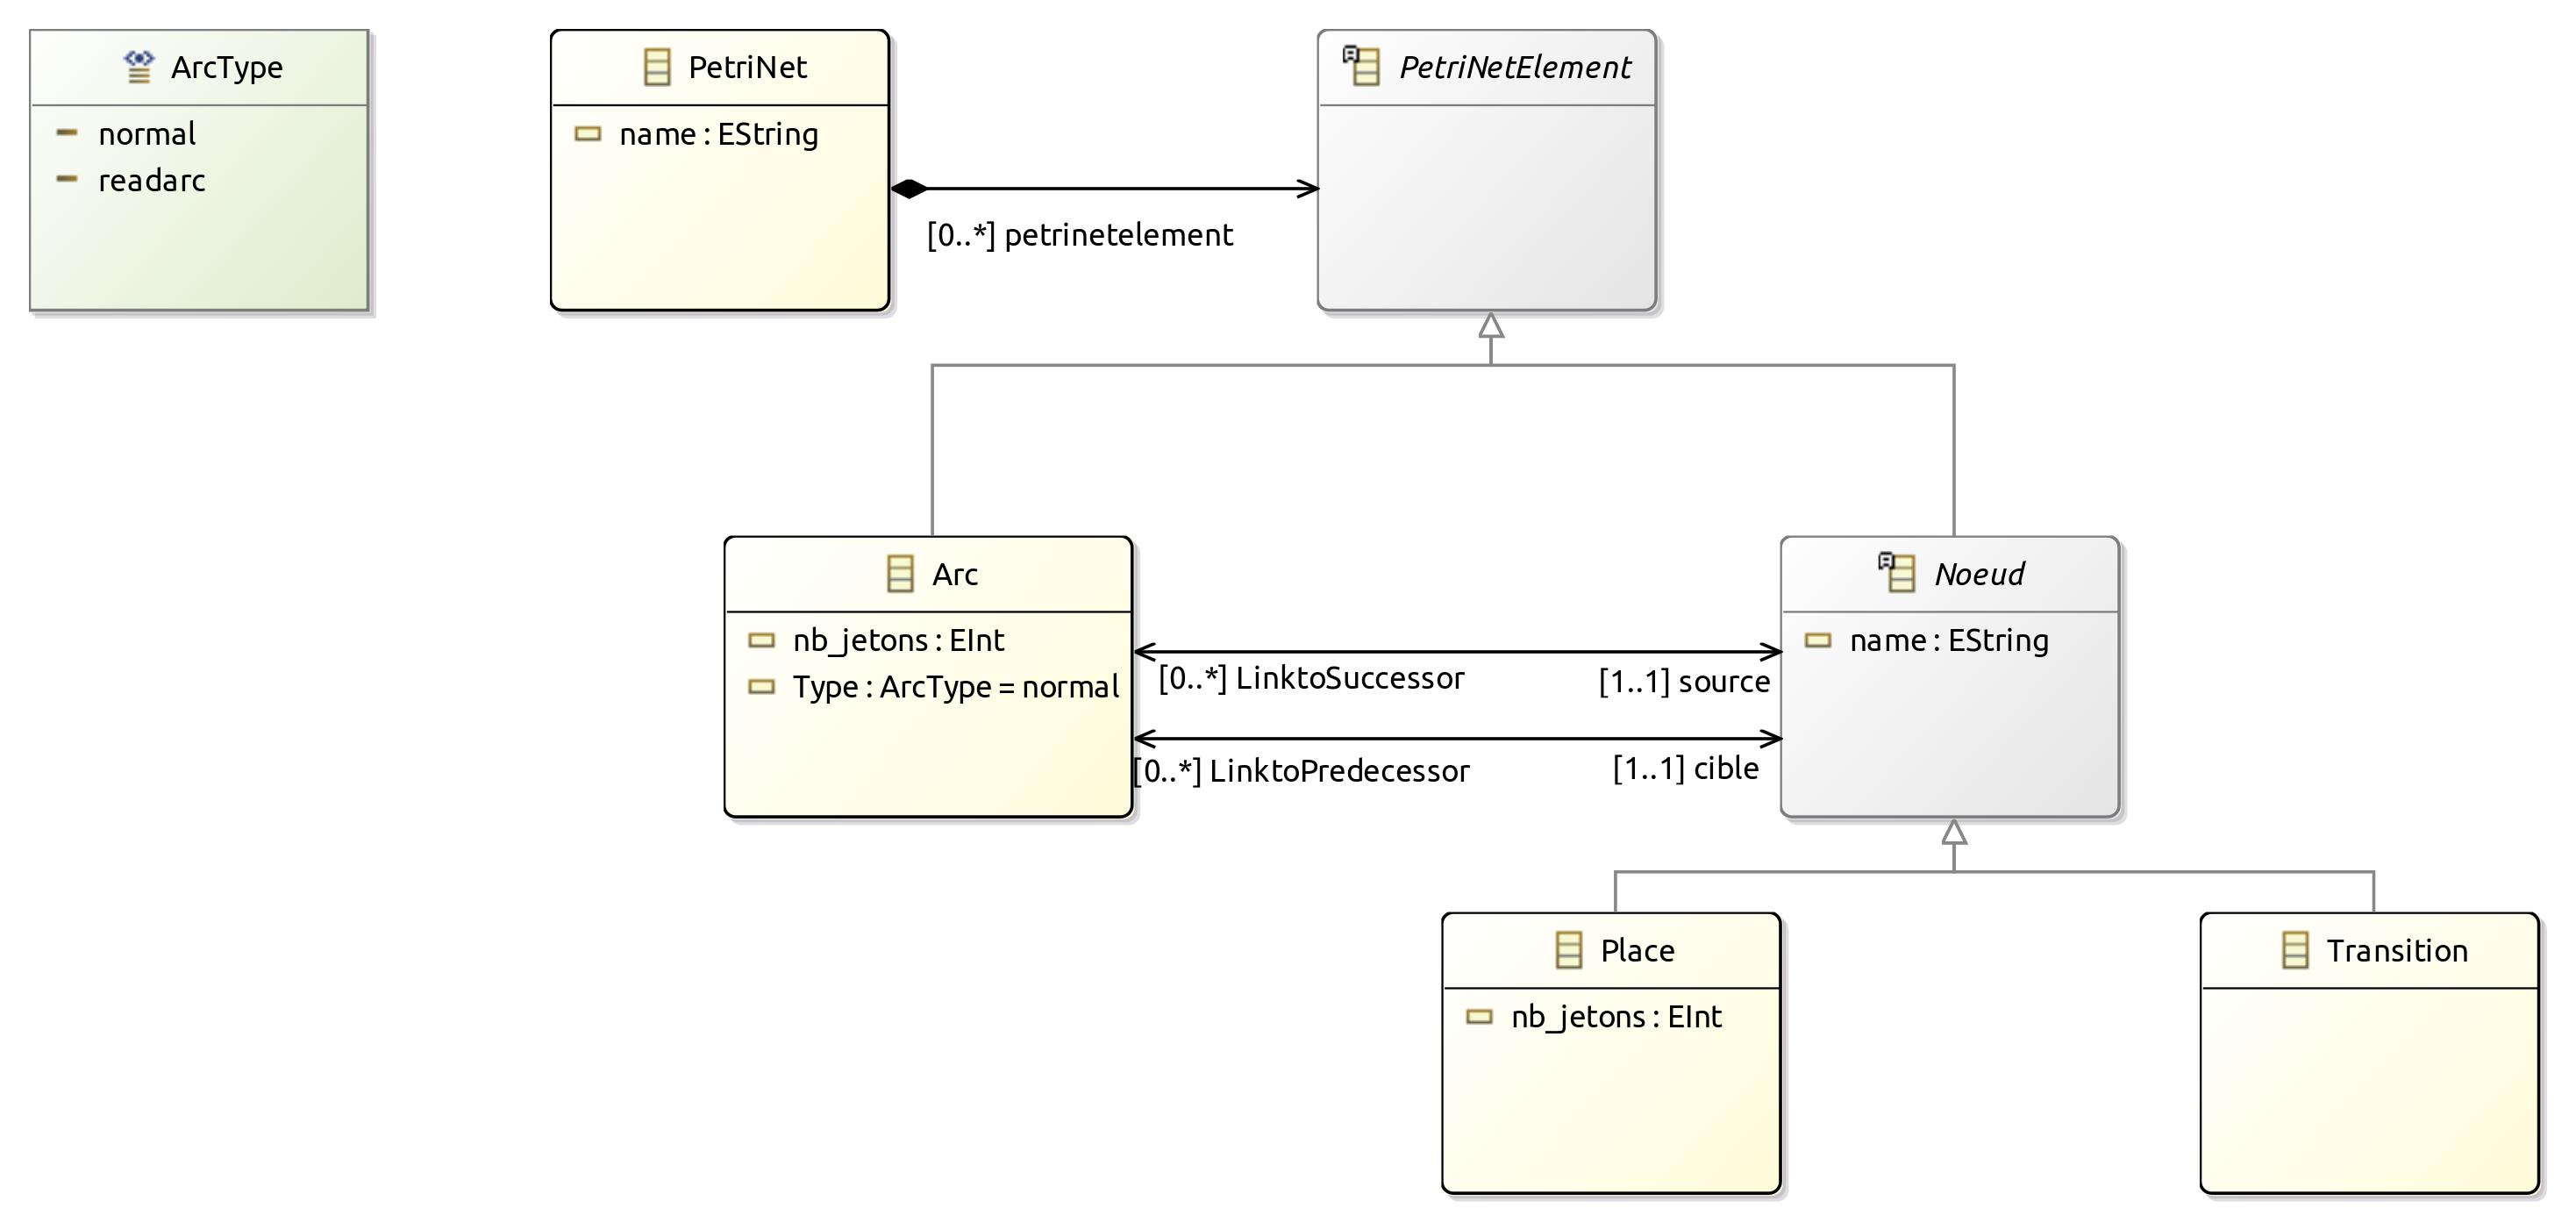 ArcType
normal
readarc
PetriNet
name : EString
[0..*] petrinetelement
PetriNetElement
Arc
nb_jetons : EInt
Type : ArcType = normal
[0..*] LinktoSuccessor
[1..1] source
[0..*] LinktoPredecessor
[1..1] cible
Noeud
name : EString
Place
nb_jetons : EInt
Transition